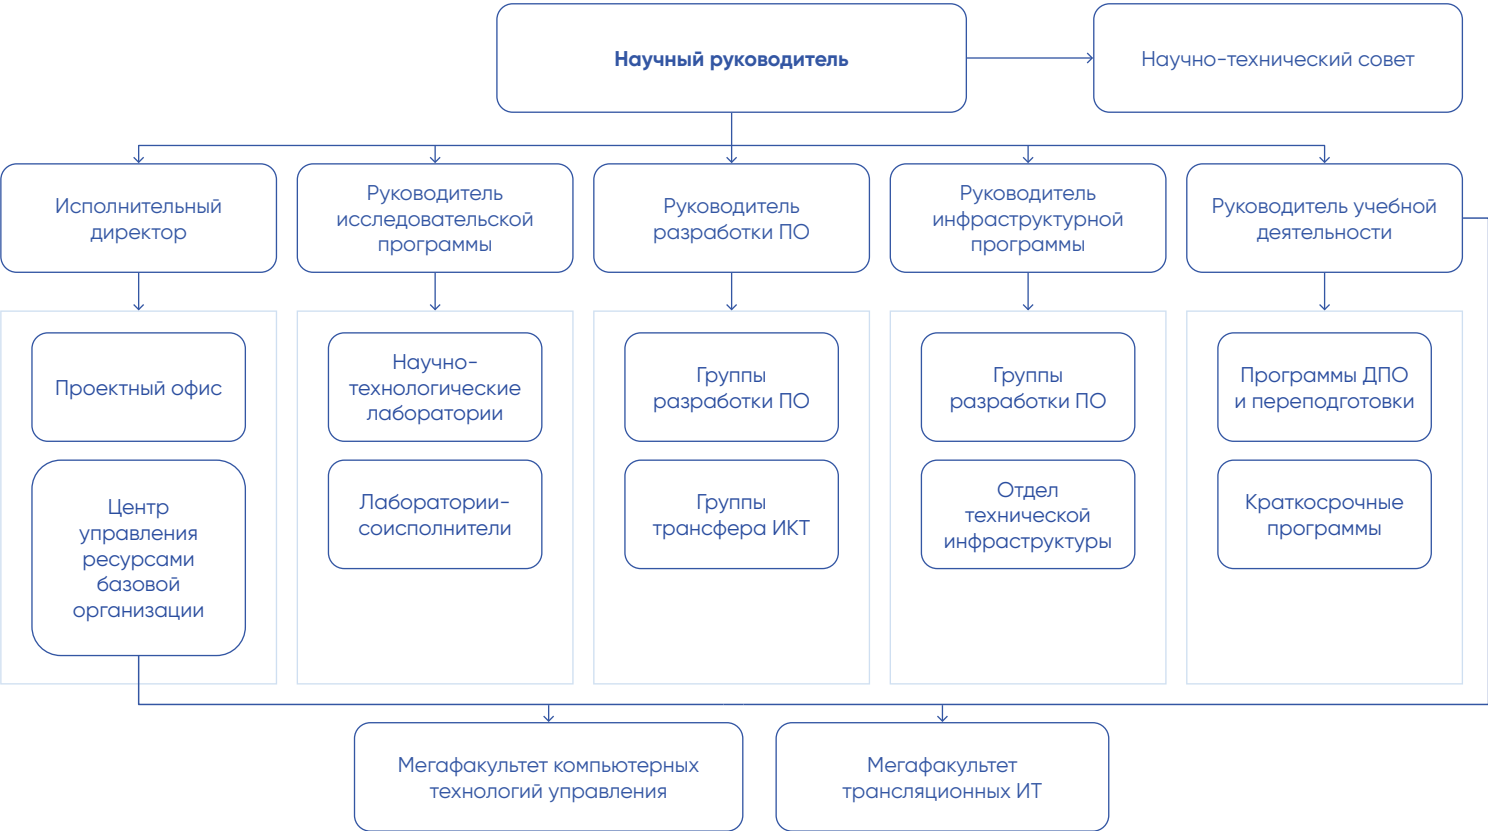 Научный руководитель
Научно-технический совет
Исполнительный
директор
Руководитель
исследовательской
программы
Руководитель
разработки ПО
Руководитель
инфраструктурной
программы
Руководитель учебной
деятельности
Проектный офис
Научно-
технологические
лаборатории
Группы
разработки ПО
Группы
разработки ПО
Программы ДПО
и переподготовки
Центр
управления
ресурсами
базовой
организации
Лаборатории-
соисполнители
Группы
трансфера ИКТ
Отдел
технической
инфраструктуры
Краткосрочные
программы
Мегафакультет компьютерных
технологий управления
Мегафакультет
трансляционных ИТ